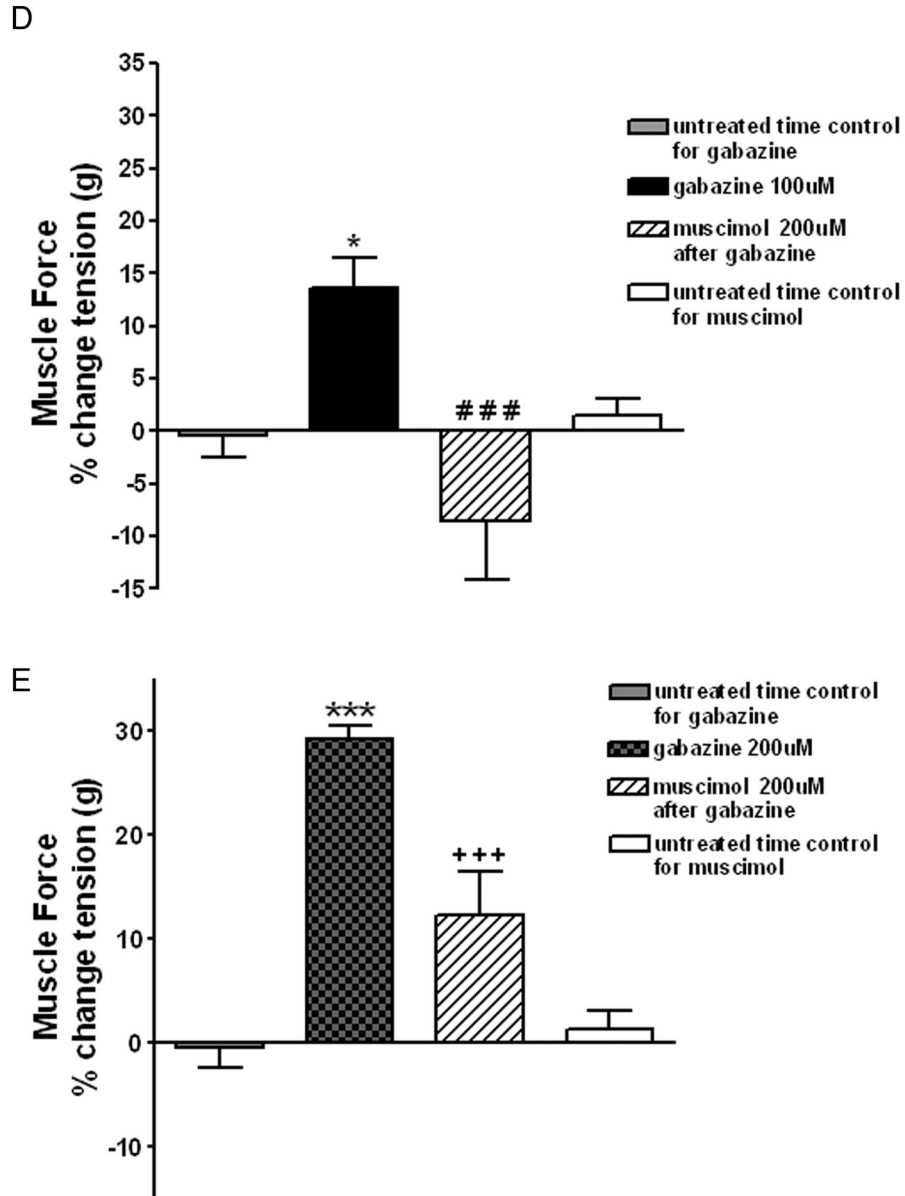 D
35
30
25
20
15
10
5
0
-5
-10
-15
Muscle Force
% change tension (g)
*
###
untreated time control
for gabazine
gabazine 100uM
muscimol 200uM
after gabazine
untreated time control
for muscimol
E
30
20
10
0
-10
Muscle Force
% change tension (g)
***
+++
untreated time control
for gabazine
gabazine 200uM
muscimol 200uM
after gabazine
untreated time control
for muscimol